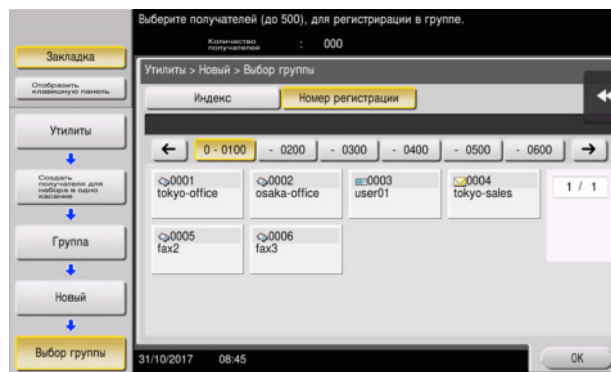 Выберите получателей (до 500), для регистрирации в группе.
Количество
получателей : 000
Закладка
Отобразить
клавишную панель
Утилиты
Создать
получателя для
набора в одно
касание
Группа
Новый
Выбор группы
Утилиты > Новый > Выбор группы
Индекс
Номер регистрации
← 0 - 0100 - 0200 - 0300 - 0400 - 0500 - 0600 →
0001
tokyo-office
0002
osaka-office
0003
user01
0004
tokyo-sales
1 / 1
0005
fax2
0006
fax3
31/10/2017 08:45
OK